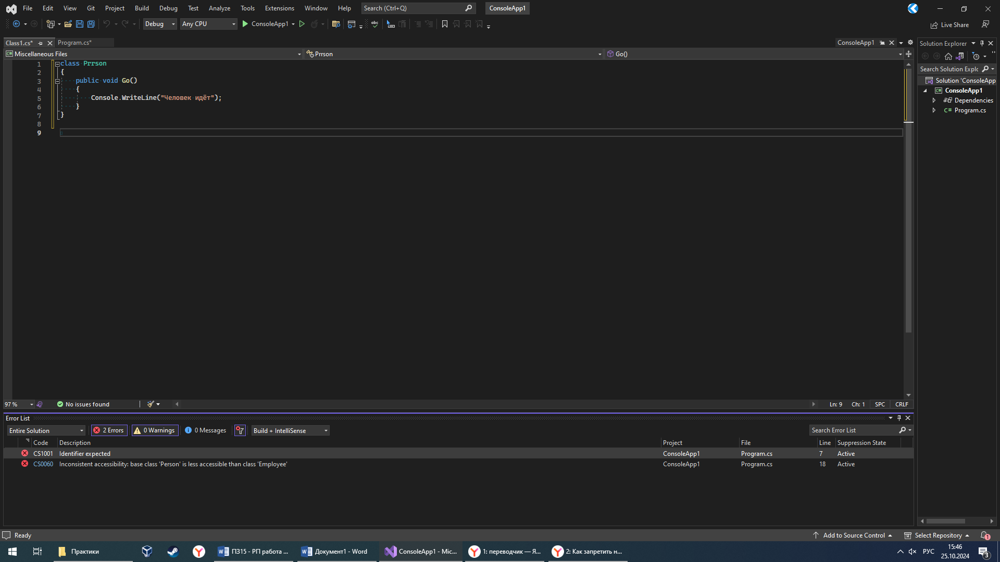 File Edit View Git Project Build Debug Test Analyze Tools Extensions Window Help Search (Ctrl+Q) ConsoleApp1
Debug Any CPU ConsoleApp1 Live Share
Class1.cs* Program.cs* ConsoleApp1
Miscellaneous Files Prrson Go()
1 class Prrson
2 {
3 public void Go()
4 {
5 Console.WriteLine("Человек идёт");
6 }
7 }
8
9
Solution Explorer
Search Solution Explo
Solution 'ConsoleApp
ConsoleApp1
Dependencies
C# Program.cs
97 % No issues found Ln: 9 Ch: 1 SPC CRLF
Error List
Entire Solution 2 Errors 0 Warnings 0 Messages Build + IntelliSense Search Error List
Code Description Project File Line Suppression State
CS1001 Identifier expected ConsoleApp1 Program.cs 7 Active
CS0060 Inconsistent accessibility: base class 'Person' is less accessible than class 'Employee' ConsoleApp1 Program.cs 18 Active
Ready Add to Source Control Select Repository 1
Практики ПЗ15 - РП работа ... Документ1 - Word ConsoleApp1 - Mic... 1: переводчик — Я... 2: Как запретить н... РУС 15:46
25.10.2024 3